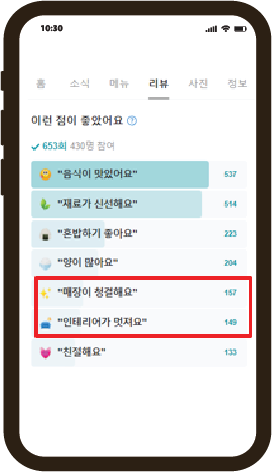 10:30
홈 소식 메뉴 리뷰 사진 정보
이런 점이 좋았어요 ?
653회 430명 참여
"음식이 맛있어요" 537
"재료가 신선해요" 514
"혼밥하기 좋아요" 223
"양이 많아요" 204
"매장이 청결해요" 157
"인테리어가 멋져요" 149
"친절해요" 133